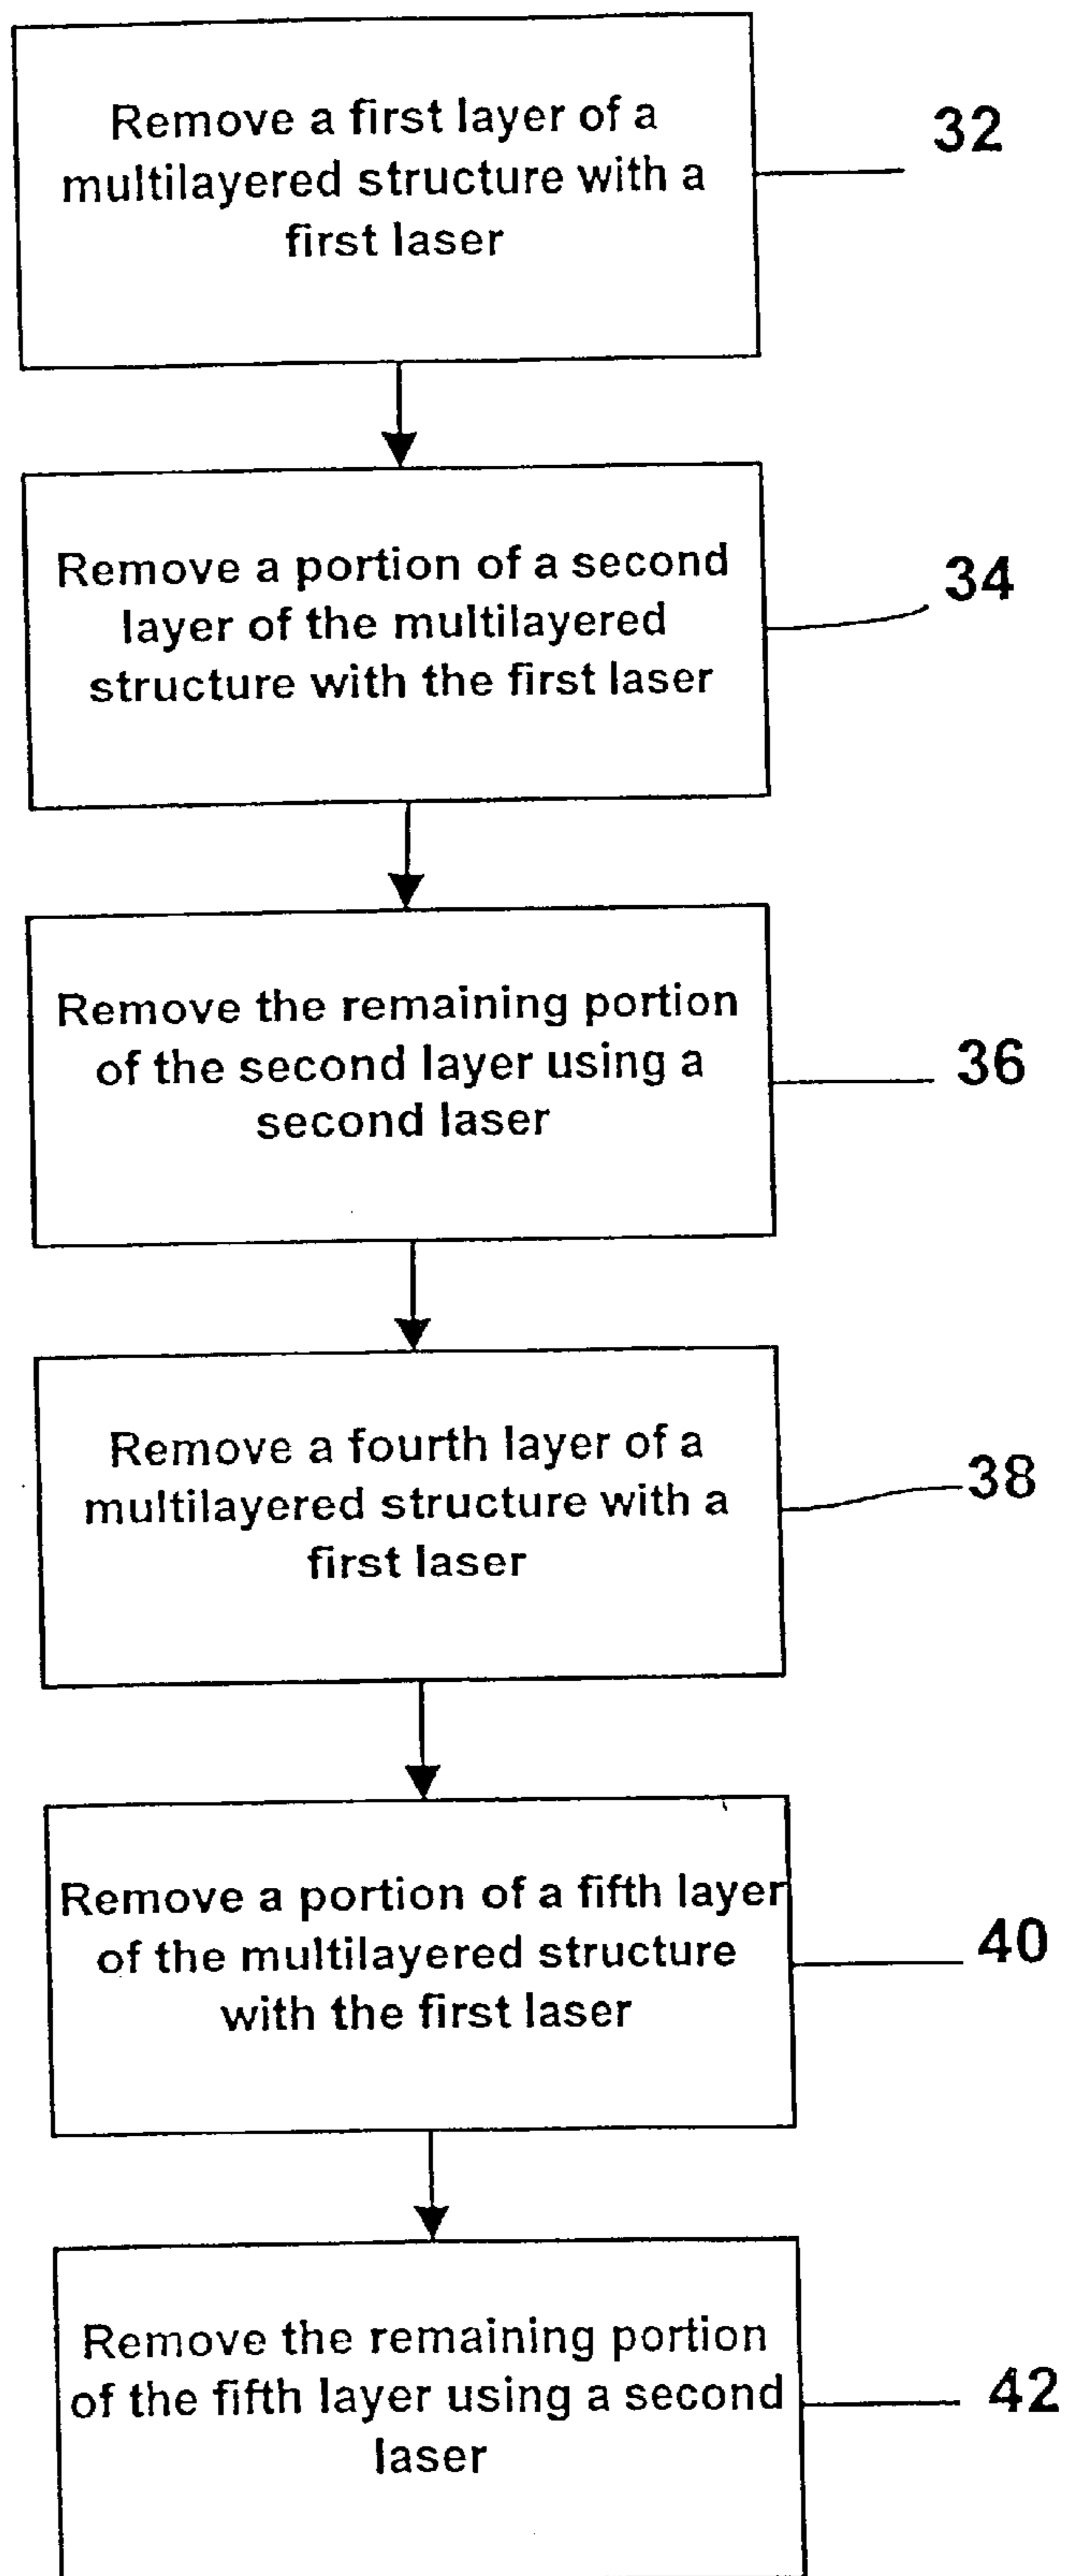 Remove a first layer of a
multilayered structure with a
first laser
32
Remove a portion of a second
layer of the multilayered
structure with the first laser
34
Remove the remaining portion
of the second layer using a
second laser
36
Remove a fourth layer of a
multilayered structure with a
first laser
38
Remove a portion of a fifth layer
of the multilayered structure
with the first laser
40
Remove the remaining portion
of the fifth layer using a second
laser
42